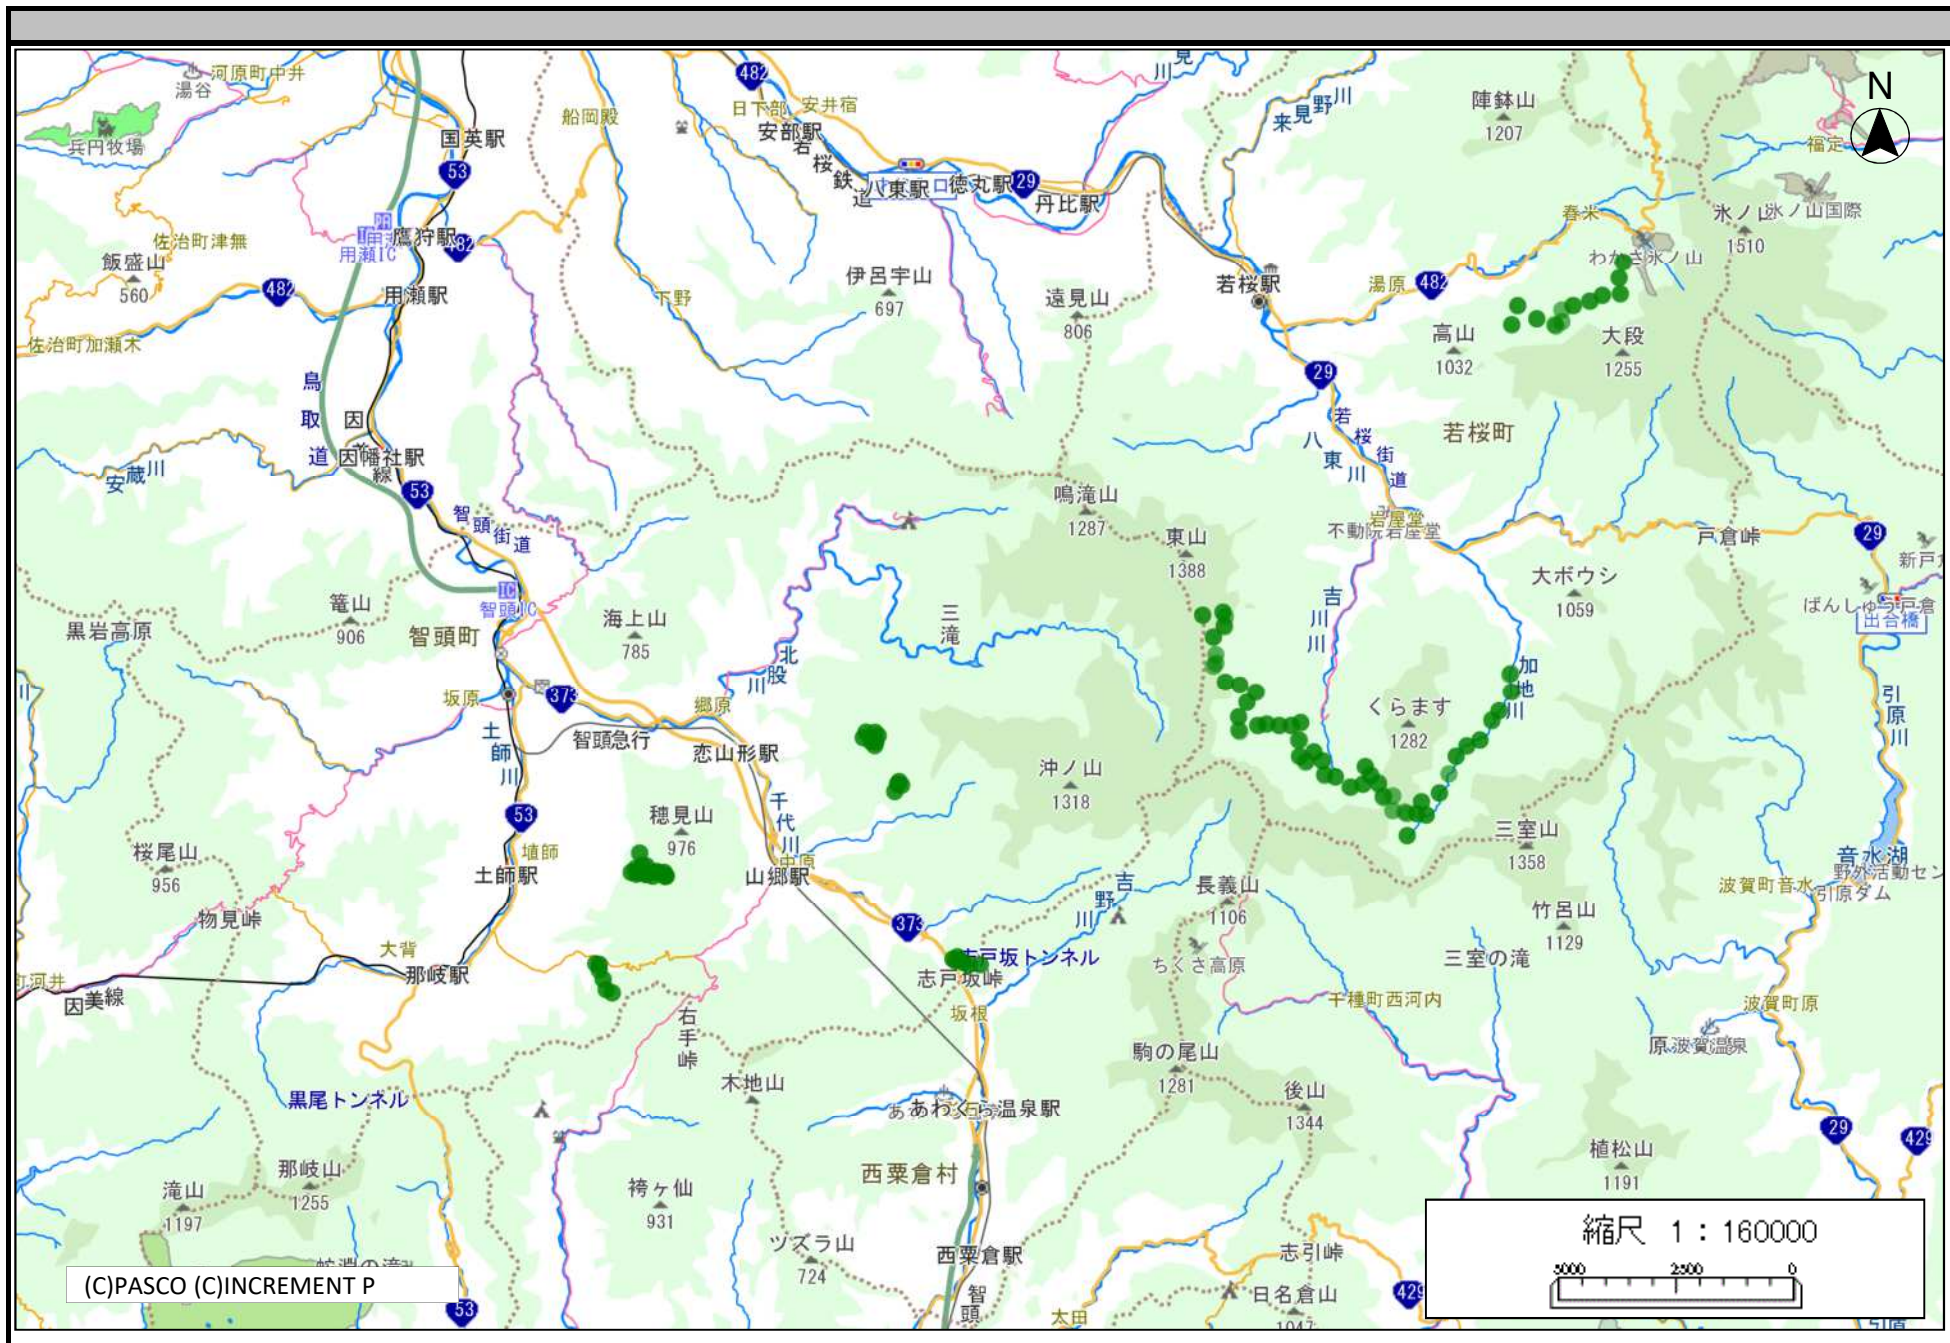 河原町中井
湯谷
兵円牧場
国英駅
53
482
船岡殿
日下部
安井宿
安部駅
若桜鉄道
八東駅
徳丸駅
29
丹比駅
来見野川
陣鉢山
1207
N
福定
氷ノ山国際
氷ノ山
1510
舂米
わかさ氷ノ山
佐治町津無
飯盛山
560
用瀬IC
鷹狩駅
482
482
用瀬駅
佐治町加瀬木
下野
伊呂宇山
697
遠見山
806
若桜駅
湯原
482
高山
1032
大段
1255
鳥取道
因幡社駅
安蔵川
53
智頭街道
29
若桜街道
八東川
若桜町
鳴滝山
1287
東山
1388
岩屋堂
不動院岩屋堂
戸倉峠
29
新戸
ばんしゅう戸倉
出合橋
大ボウシ
1059
IC
智頭IC
篭山
906
黒岩高原
智頭町
海上山
785
三滝
北股川
吉川川
加地川
くらます
1282
引原川
坂原
373
郷原
土師川
智頭急行
恋山形駅
沖ノ山
1318
千代川
穂見山
976
53
埴師
土師駅
中原
山郷駅
桜尾山
956
三室山
1358
音水湖
野外活動セン
引原ダム
波賀町音水
物見峠
大背
那岐駅
因美線
町河井
373
吉野川
長義山
1106
竹呂山
1129
志戸坂トンネル
志戸坂峠
坂根
ちくさ高原
三室の滝
千種町西河内
波賀町原
原
波賀温泉
右手峠
木地山
駒の尾山
1281
後山
1344
黒尾トンネル
あわくら温泉駅
29
429
植松山
1191
那岐山
1255
滝山
1197
袴ヶ仙
931
西粟倉村
ツヅラ山
724
西粟倉駅
智頭
志引峠
日名倉山
1047
429
太田
53
縮尺 1：160000
5000 2500 0
(C)PASCO (C)INCREMENT P